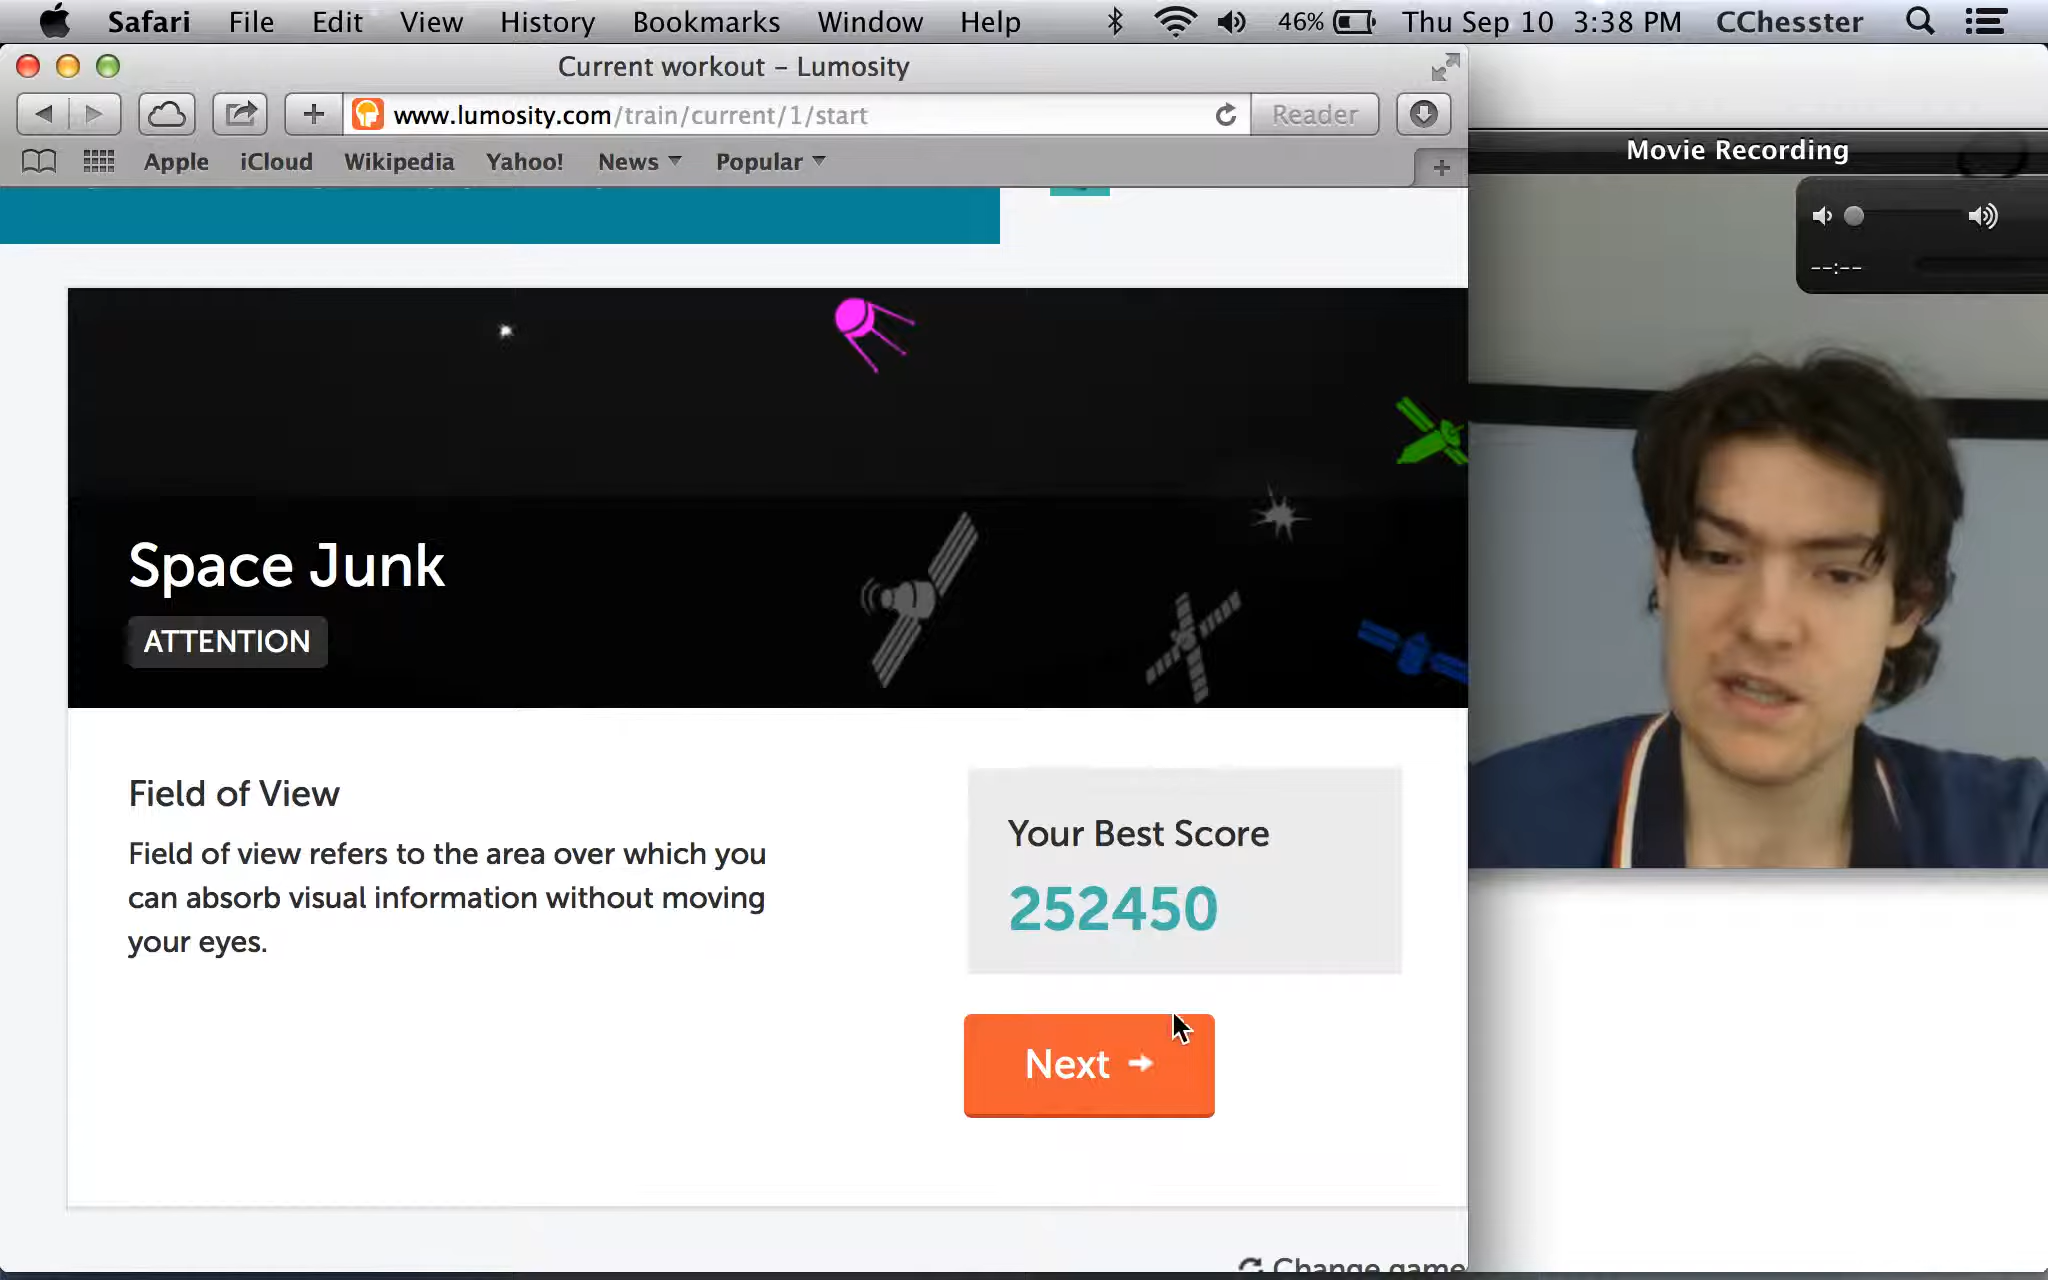 Safari File Edit View History Bookmarks Window Help 46% Thu Sep 10 3:38 PM CChesster
Current workout – Lumosity
www.lumosity.com/train/current/1/start Reader
Apple iCloud Wikipedia Yahoo! News Popular
Movie Recording
--:--
Space Junk
ATTENTION
Field of View
Field of view refers to the area over which you
can absorb visual information without moving
your eyes.
Your Best Score
252450
Next
Change game